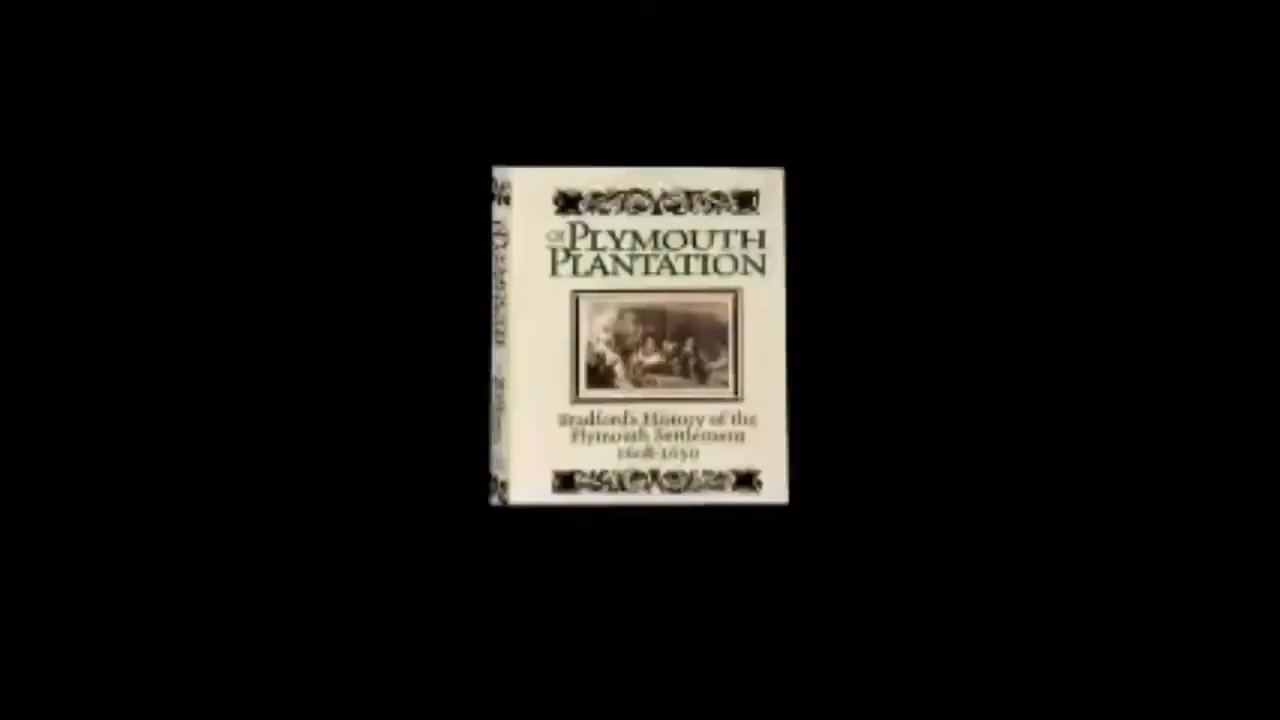 OF PLYMOUTH
PLANTATION
Bradford's History of the
Plymouth Settlement
1608-1650